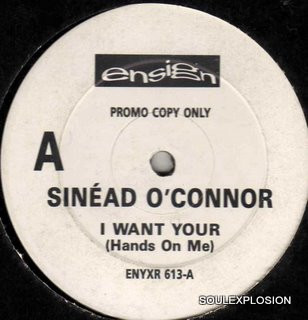 ensign
PROMO COPY ONLY
A
SINÉAD O'CONNOR
I WANT YOUR
(Hands On Me)
ENYXR 613-A
SOULEXPLOSION